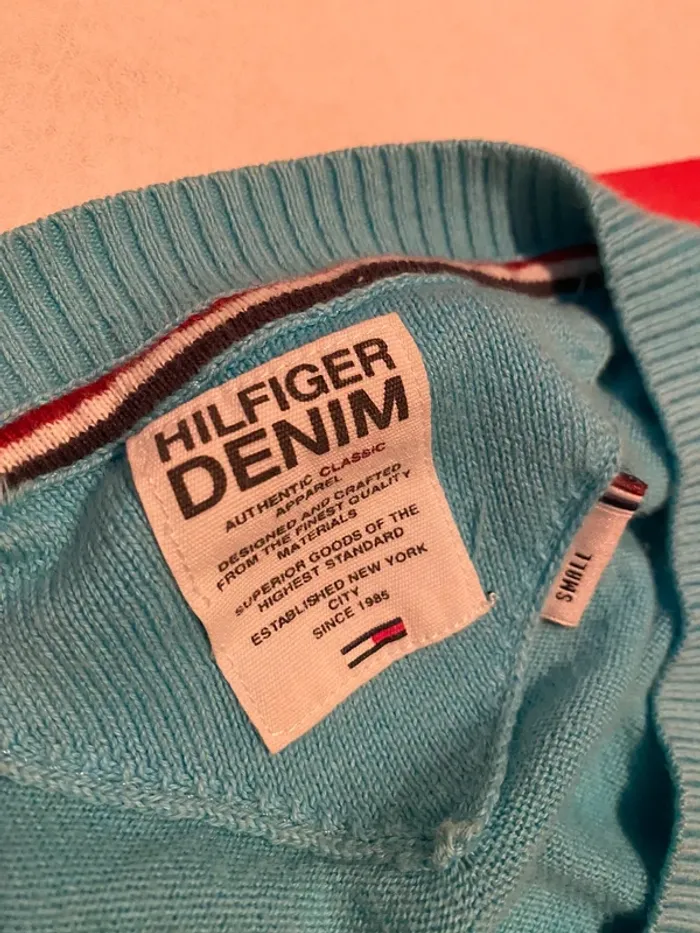 HILFIGER
DENIM
AUTHENTIC CLASSIC
APPAREL
DESIGNED AND CRAFTED
FROM THE FINEST QUALITY
MATERIALS
SUPERIOR GOODS OF THE
HIGHEST STANDARD
ESTABLISHED NEW YORK
CITY
SINCE 1985
SMALL